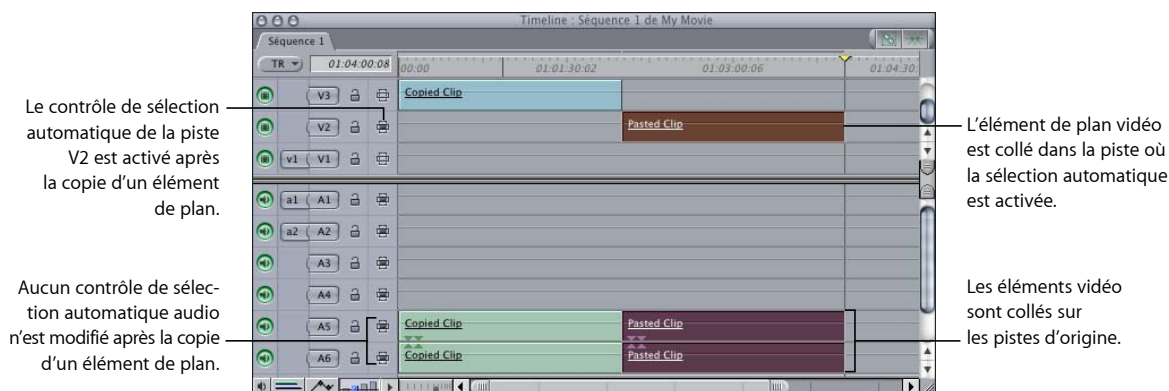 Timeline : Séquence 1 de My Movie
Séquence 1
TR 01:04:00:08 00:00 01:01:30:02 01:03:00:06 01:04:30:
V3 Copied Clip
V2 Pasted Clip
v1 V1
a1 A1
a2 A2
A3
A4
A5 Copied Clip Pasted Clip
A6 Copied Clip Pasted Clip
Le contrôle de sélection
automatique de la piste
V2 est activé après
la copie d'un élément
de plan.
Aucun contrôle de sélec-
tion automatique audio
n'est modifié après la copie
d'un élément de plan.
L'élément de plan vidéo
est collé dans la piste où
la sélection automatique
est activée.
Les éléments vidéo
sont collés sur
les pistes d'origine.